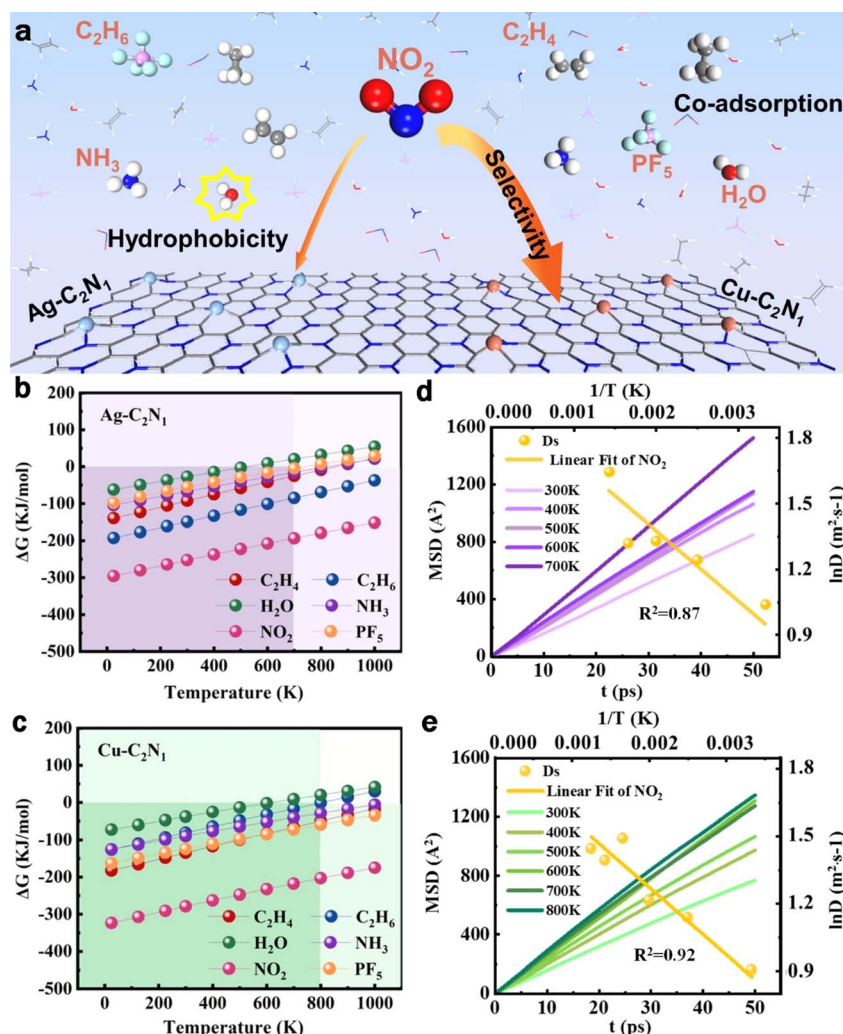 a
C₂H₆
NO₂
C₂H₄
Co-adsorption
NH₃
Selectivity
PF₅
H₂O
Hydrophobicity
Ag-C₂N₁
Cu-C₂N₁
b
200
100
0
-100
-200
-300
-400
-500
ΔG (KJ/mol)
Ag-C₂N₁
C₂H₄
C₂H₆
H₂O
NH₃
NO₂
PF₅
0 200 400 600 800 1000
Temperature (K)
d
1/T (K)
0.000 0.001 0.002 0.003
1600
1200
800
400
0
MSD (A²)
Ds
Linear Fit of NO₂
300K
400K
500K
600K
700K
R²=0.87
1.8
1.5
1.2
0.9
lnD (m²·s-1)
0 10 20 30 40 50
t (ps)
c
200
100
0
-100
-200
-300
-400
-500
ΔG (KJ/mol)
Cu-C₂N₁
C₂H₄
C₂H₆
H₂O
NH₃
NO₂
PF₅
0 200 400 600 800 1000
Temperature (K)
e
1/T (K)
0.000 0.001 0.002 0.003
1600
1200
800
400
0
MSD (A²)
Ds
Linear Fit of NO₂
300K
400K
500K
600K
700K
800K
R²=0.92
1.8
1.5
1.2
0.9
lnD (m²·s-1)
0 10 20 30 40 50
t (ps)